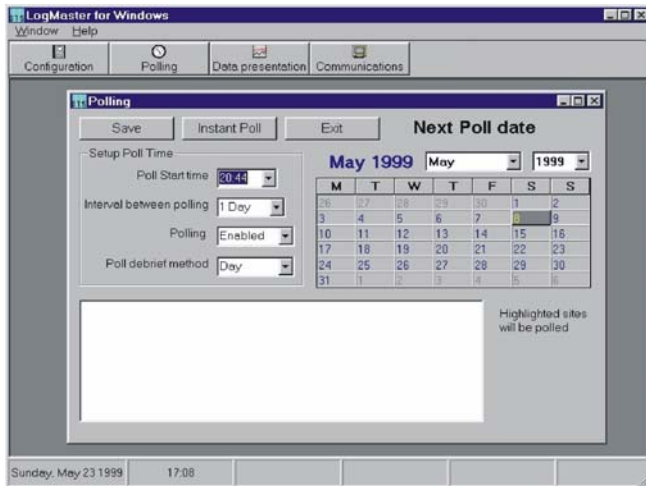 LogMaster for Windows
Window Help
Configuration Polling Data presentation Communications
Polling
Save Instant Poll Exit Next Poll date
Setup Poll Time
Poll Start time 20:44
Interval between polling 1 Day
Polling Enabled
Poll debrief method Day
May 1999 May 1999
M T W T F S S
26 27 28 29 30 1 2
3 4 5 6 7 8 9
10 11 12 13 14 15 16
17 18 19 20 21 22 23
24 25 26 27 28 29 30
31 1 2 3 4 5 6
Highlighted sites
will be polled
Sunday, May 23 1999 17:08